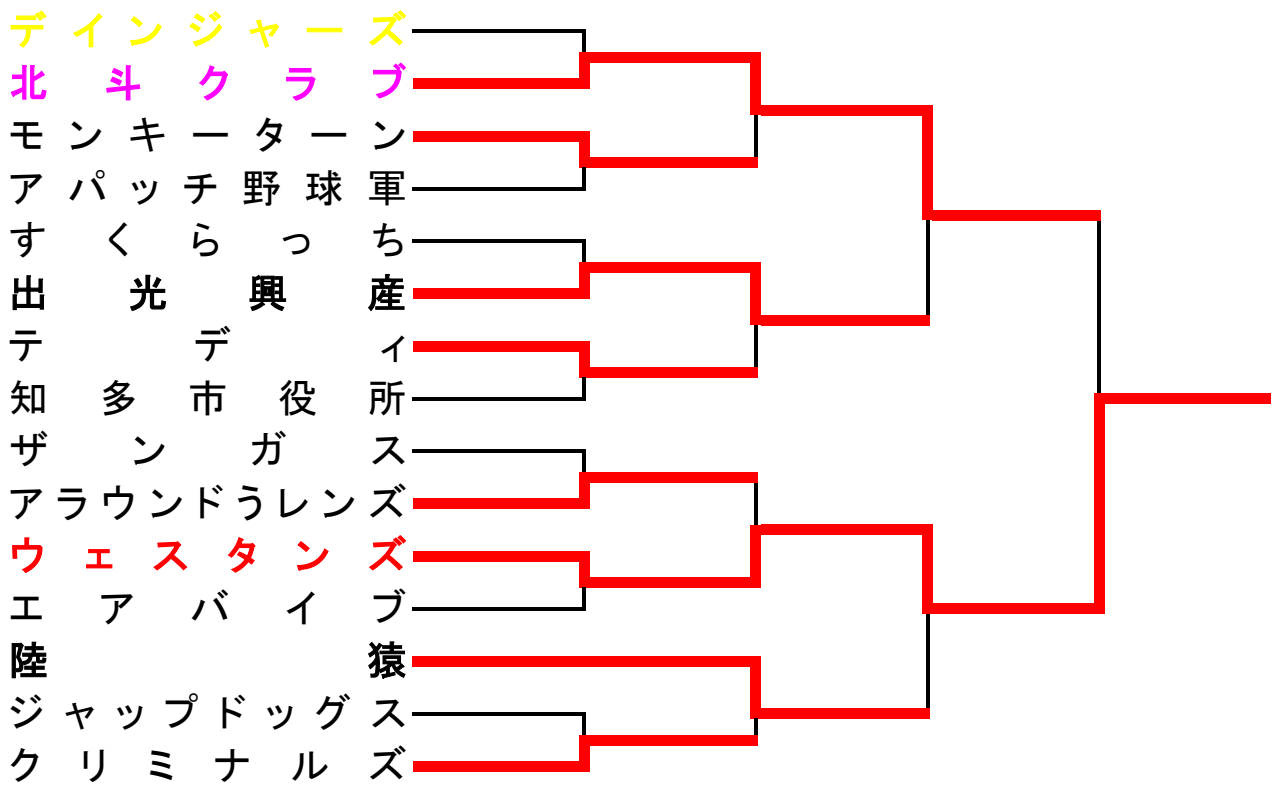 デインジャーズ
北斗クラブ
モンキーターン
アパッチ野球軍
すくらっち
出光興産
テディ
知多市役所
ザンガス
アラウンドうレンズ
ウェスタンズ
エアバイブ
陸猿
ジャップドッグス
クリミナルズ